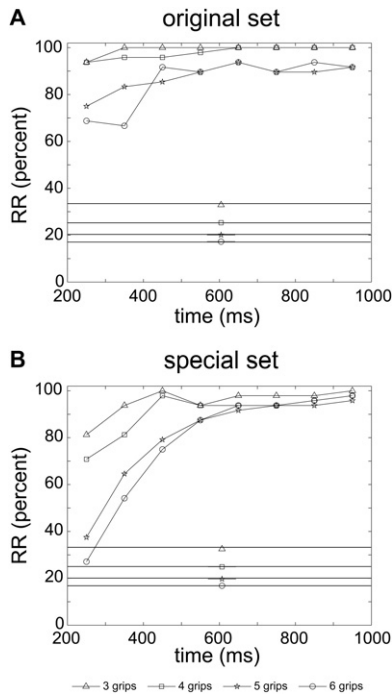 A
original set
RR (percent)
100
80
60
40
20
0
200 400 600 800 1000
time (ms)
B
special set
RR (percent)
100
80
60
40
20
0
200 400 600 800 1000
time (ms)
3 grips 4 grips 5 grips 6 grips